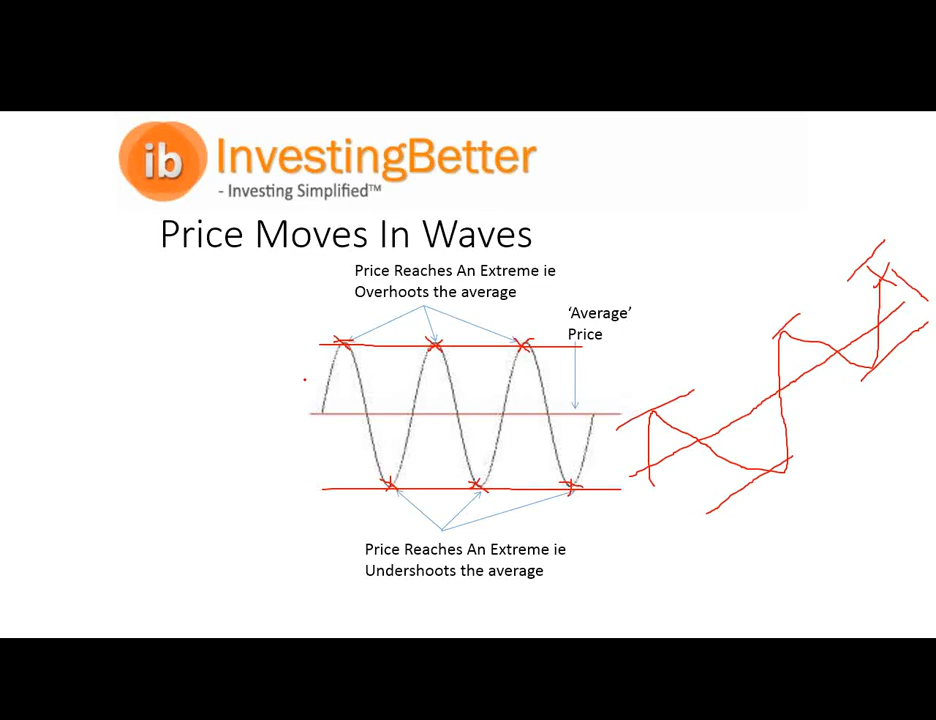 ib InvestingBetter
- Investing Simplified™
Price Moves In Waves
Price Reaches An Extreme ie
Overhoots the average
'Average'
Price
Price Reaches An Extreme ie
Undershoots the average